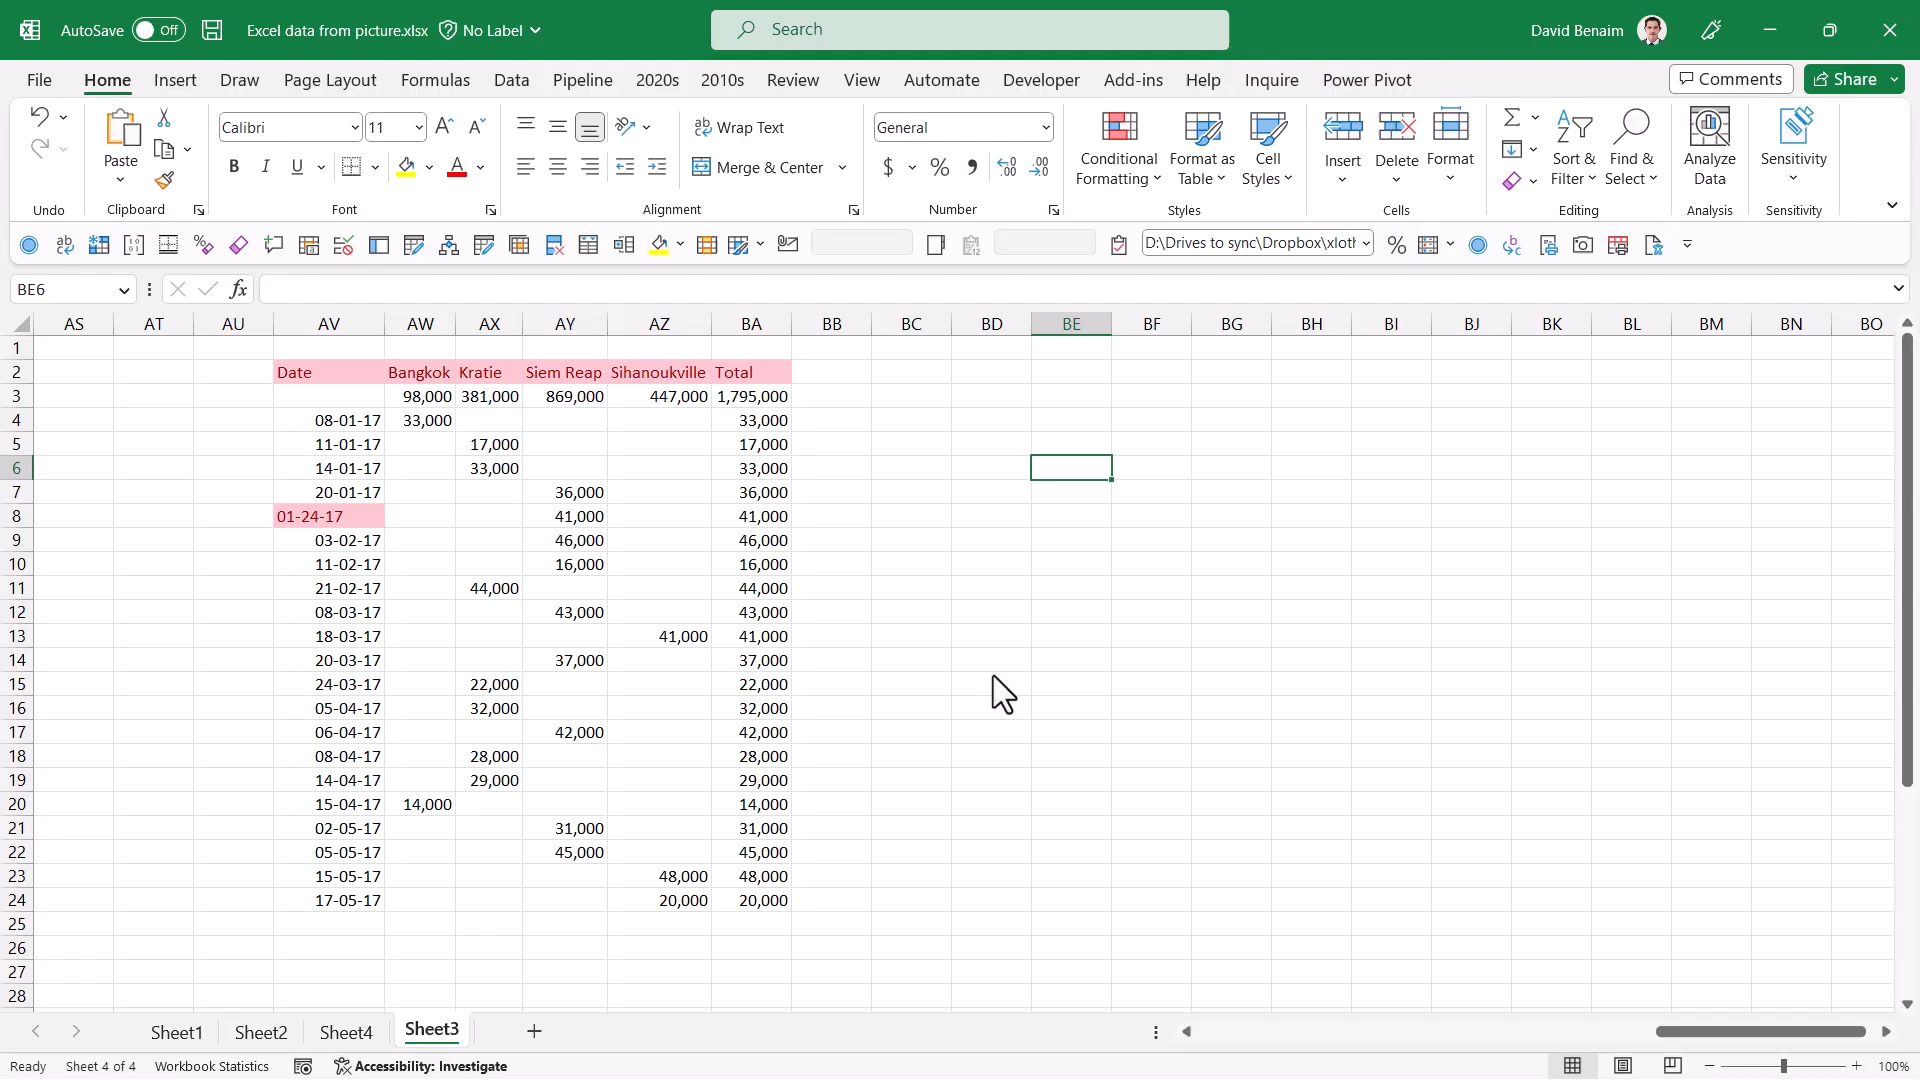 AutoSave Off Excel data from picture.xlsx No Label Search David Benaim
File Home Insert Draw Page Layout Formulas Data Pipeline 2020s 2010s Review View Automate Developer Add-ins Help Inquire Power Pivot Comments Share
Calibri 11 Wrap Text General
Paste B I U Merge & Center $ % Conditional Formatting Format as Table Cell Styles Insert Delete Format Sort & Filter Find & Select Analyze Data Sensitivity
Undo Clipboard Font Alignment Number Styles Cells Editing Analysis Sensitivity
D:\Drives to sync\Dropbox\xloth
BE6 fx
AS AT AU AV AW AX AY AZ BA BB BC BD BE BF BG BH BI BJ BK BL BM BN BO
1
2 Date Bangkok Kratie Siem Reap Sihanoukville Total
3 98,000 381,000 869,000 447,000 1,795,000
4 08-01-17 33,000 33,000
5 11-01-17 17,000 17,000
6 14-01-17 33,000 33,000
7 20-01-17 36,000 36,000
8 01-24-17 41,000 41,000
9 03-02-17 46,000 46,000
10 11-02-17 16,000 16,000
11 21-02-17 44,000 44,000
12 08-03-17 43,000 43,000
13 18-03-17 41,000 41,000
14 20-03-17 37,000 37,000
15 24-03-17 22,000 22,000
16 05-04-17 32,000 32,000
17 06-04-17 42,000 42,000
18 08-04-17 28,000 28,000
19 14-04-17 29,000 29,000
20 15-04-17 14,000 14,000
21 02-05-17 31,000 31,000
22 05-05-17 45,000 45,000
23 15-05-17 48,000 48,000
24 17-05-17 20,000 20,000
25
26
27
28
Sheet1 Sheet2 Sheet4 Sheet3
Ready Sheet 4 of 4 Workbook Statistics Accessibility: Investigate 100%